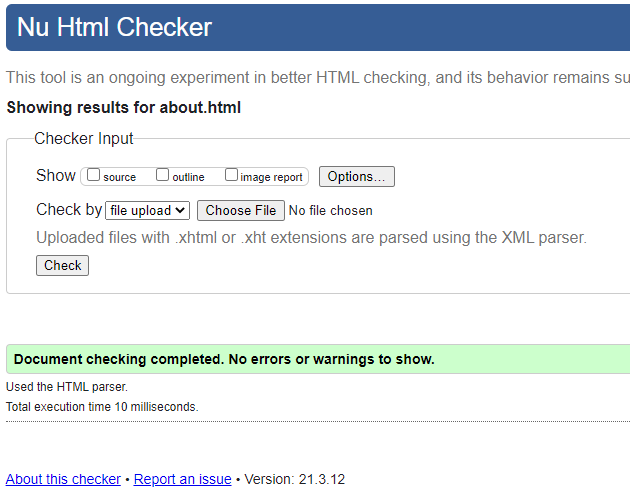 Nu Html Checker
This tool is an ongoing experiment in better HTML checking, and its behavior remains su
Showing results for about.html
Checker Input
Show source outline image report Options...
Check by file upload Choose File No file chosen
Uploaded files with .xhtml or .xht extensions are parsed using the XML parser.
Check
Document checking completed. No errors or warnings to show.
Used the HTML parser.
Total execution time 10 milliseconds.
About this checker • Report an issue • Version: 21.3.12